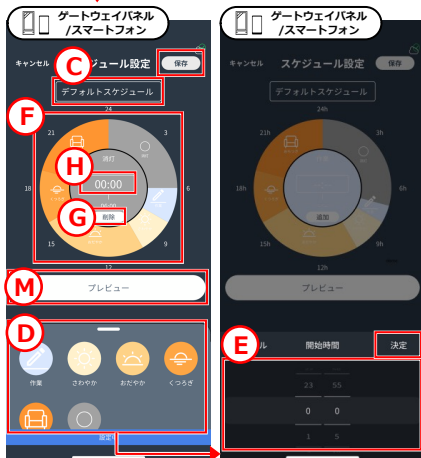 ゲートウェイパネル
/スマートフォン
キャンセル
ジュール設定
保存
C
デフォルトスケジュール
F
24
21
3
消灯
H
00:00
18
6
G
削除
15
9
12
M
プレビュー
D
作業
さわやか
おだやか
くつろぎ
設定
ゲートウェイパネル
/スマートフォン
キャンセル
スケジュール設定
保存
デフォルトスケジュール
24h
21h
3h
18h
6h
追加
15h
9h
12h
プレビュー
E
ル
開始時間
決定
23 55
0 0
1 5